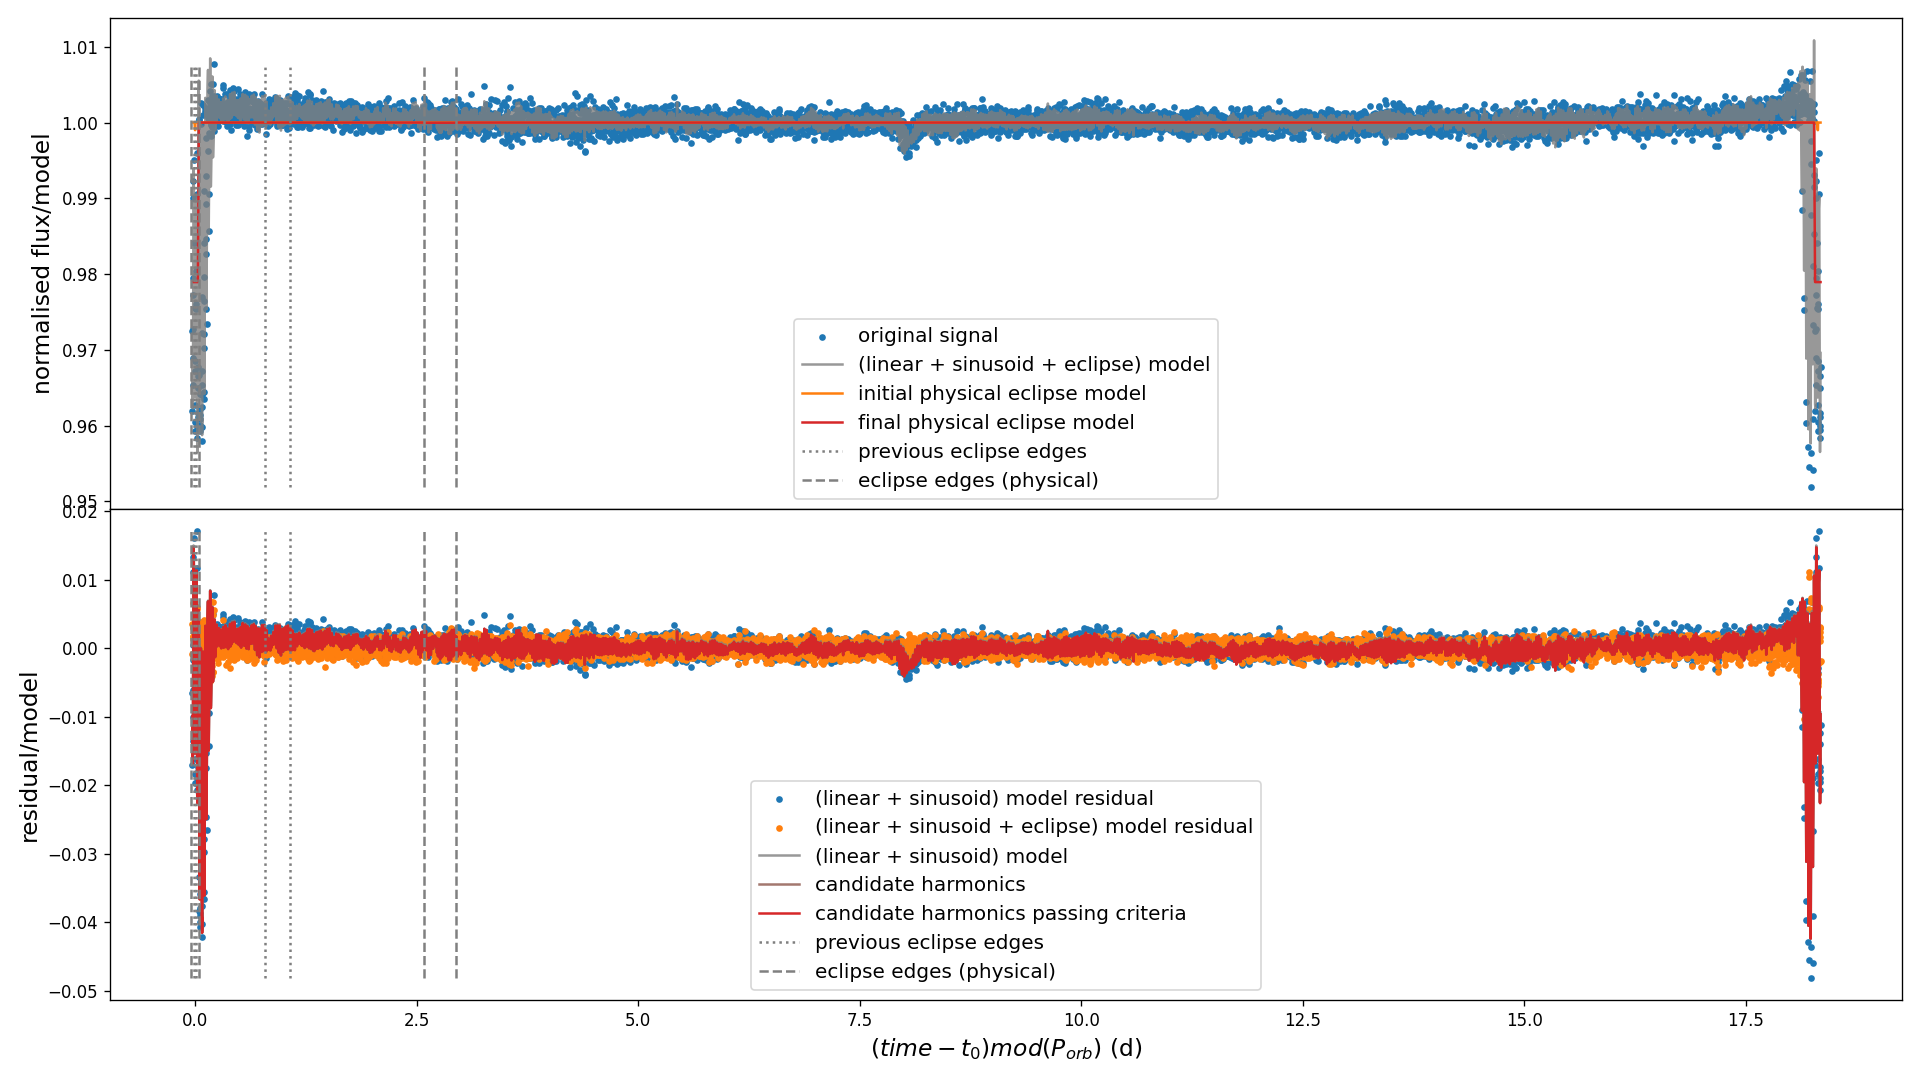 1.01
1.00
0.99
0.98
0.97
0.96
0.95
normalised flux/model
original signal
(linear + sinusoid + eclipse) model
initial physical eclipse model
final physical eclipse model
previous eclipse edges
eclipse edges (physical)
0.02
0.01
0.00
−0.01
−0.02
−0.03
−0.04
−0.05
residual/model
(linear + sinusoid) model residual
(linear + sinusoid + eclipse) model residual
(linear + sinusoid) model
candidate harmonics
candidate harmonics passing criteria
previous eclipse edges
eclipse edges (physical)
0.0 2.5 5.0 7.5 10.0 12.5 15.0 17.5
(time − t₀)mod(P_orb) (d)